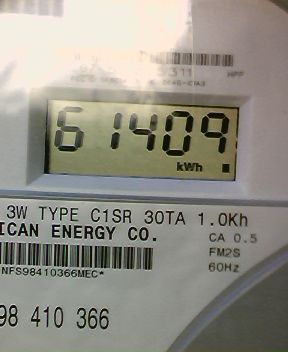 61409
kWh
3W TYPE C1SR 30TA 1.0Kh
ICAN ENERGY CO.
CA 0.5
FM2S
60Hz
NFS98410366MEC*
98 410 366